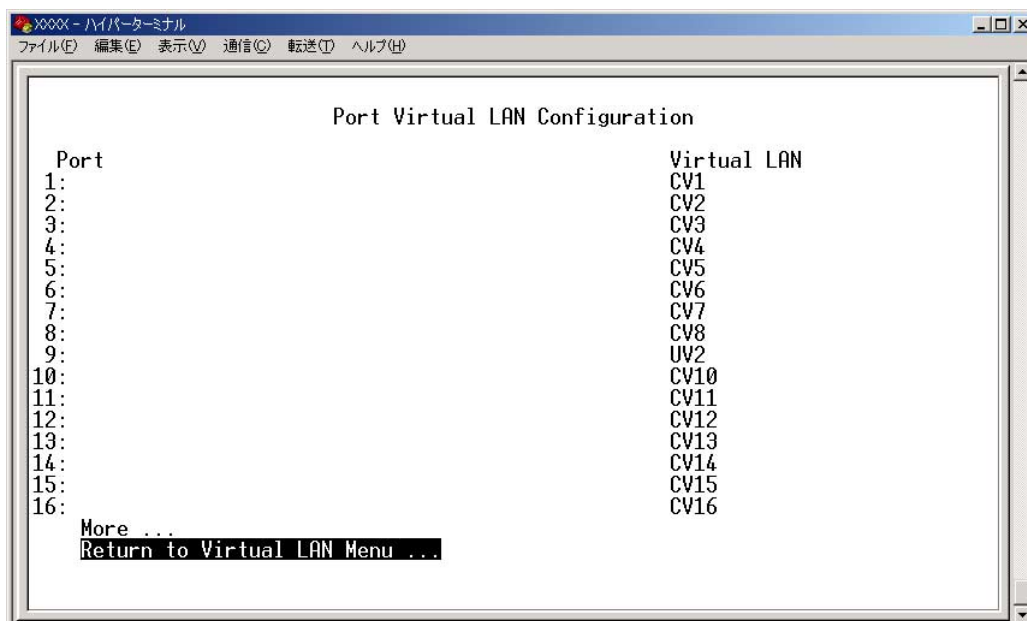 XXXX - ハイパーターミナル
ファイル(F) 編集(E) 表示(V) 通信(C) 転送(T) ヘルプ(H)
Port Virtual LAN Configuration
Port Virtual LAN
1: CV1
2: CV2
3: CV3
4: CV4
5: CV5
6: CV6
7: CV7
8: CV8
9: UV2
10: CV10
11: CV11
12: CV12
13: CV13
14: CV14
15: CV15
16: CV16
More ...
Return to Virtual LAN Menu ...